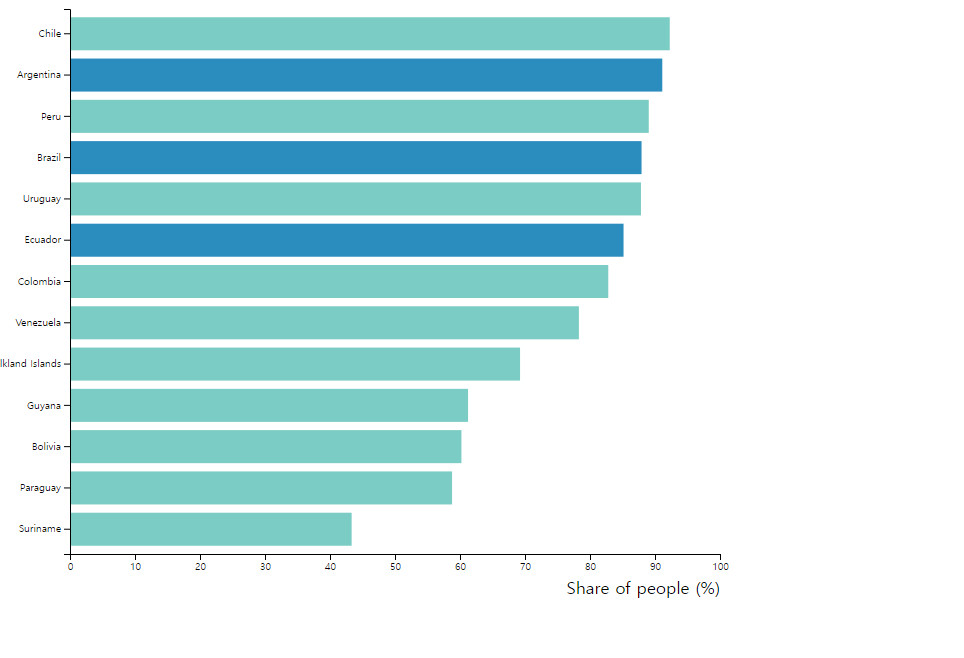 Chile
Argentina
Peru
Brazil
Uruguay
Ecuador
Colombia
Venezuela
lkland Islands
Guyana
Bolivia
Paraguay
Suriname
0 10 20 30 40 50 60 70 80 90 100
Share of people (%)